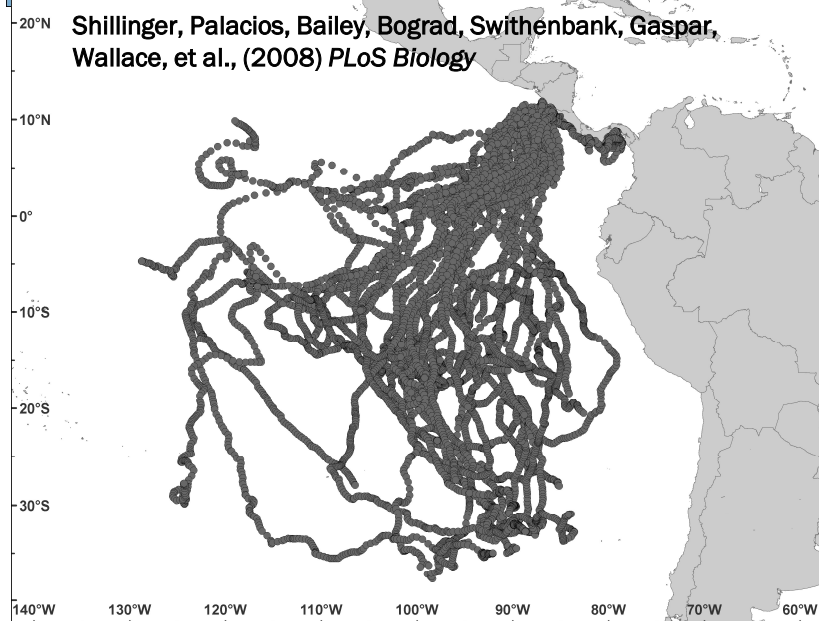 Shillinger, Palacios, Bailey, Bograd, Swithenbank, Gaspar,
Wallace, et al., (2008) PLoS Biology
20°N
10°N
0°
10°S
20°S
30°S
140°W 130°W 120°W 110°W 100°W 90°W 80°W 70°W 60°W